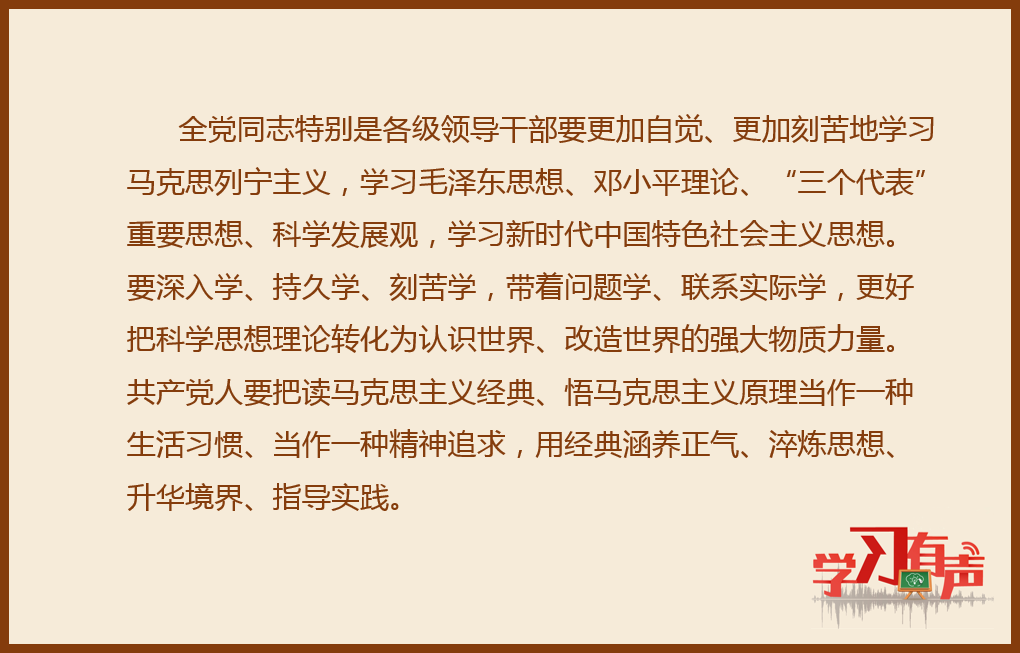 全党同志特别是各级领导干部要更加自觉、更加刻苦地学习
马克思列宁主义，学习毛泽东思想、邓小平理论、“三个代表”
重要思想、科学发展观，学习新时代中国特色社会主义思想。
要深入学、持久学、刻苦学，带着问题学、联系实际学，更好
把科学思想理论转化为认识世界、改造世界的强大物质力量。
共产党人要把读马克思主义经典、悟马克思主义原理当作一种
生活习惯、当作一种精神追求，用经典涵养正气、淬炼思想、
升华境界、指导实践。
学习有声